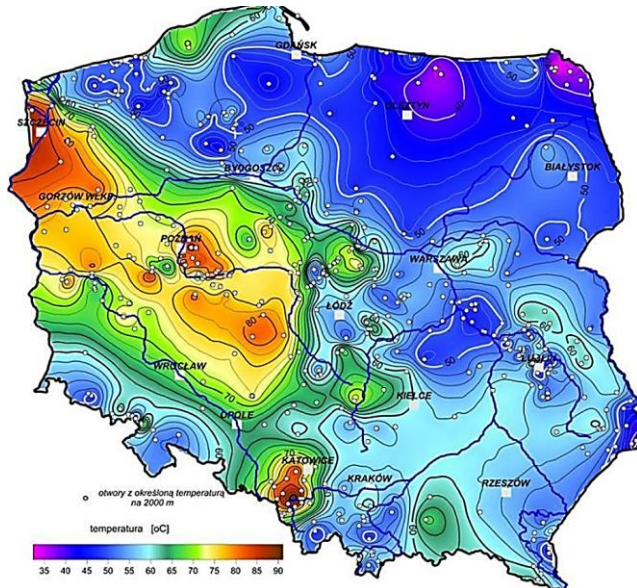 GDAŃSK
OLSZTYN
SZCZECIN
BYDGOSZCZ
BIAŁYSTOK
GORZÓW WLKP
POZNAŃ
WARSZAWA
ŁÓDŹ
WROCŁAW
KIELCE
OPOLE
KATOWICE
KRAKÓW
RZESZÓW
otwory z określoną temperaturą
na 2000 m
temperatura [oC]
35 40 45 50 55 60 65 70 75 80 85 90